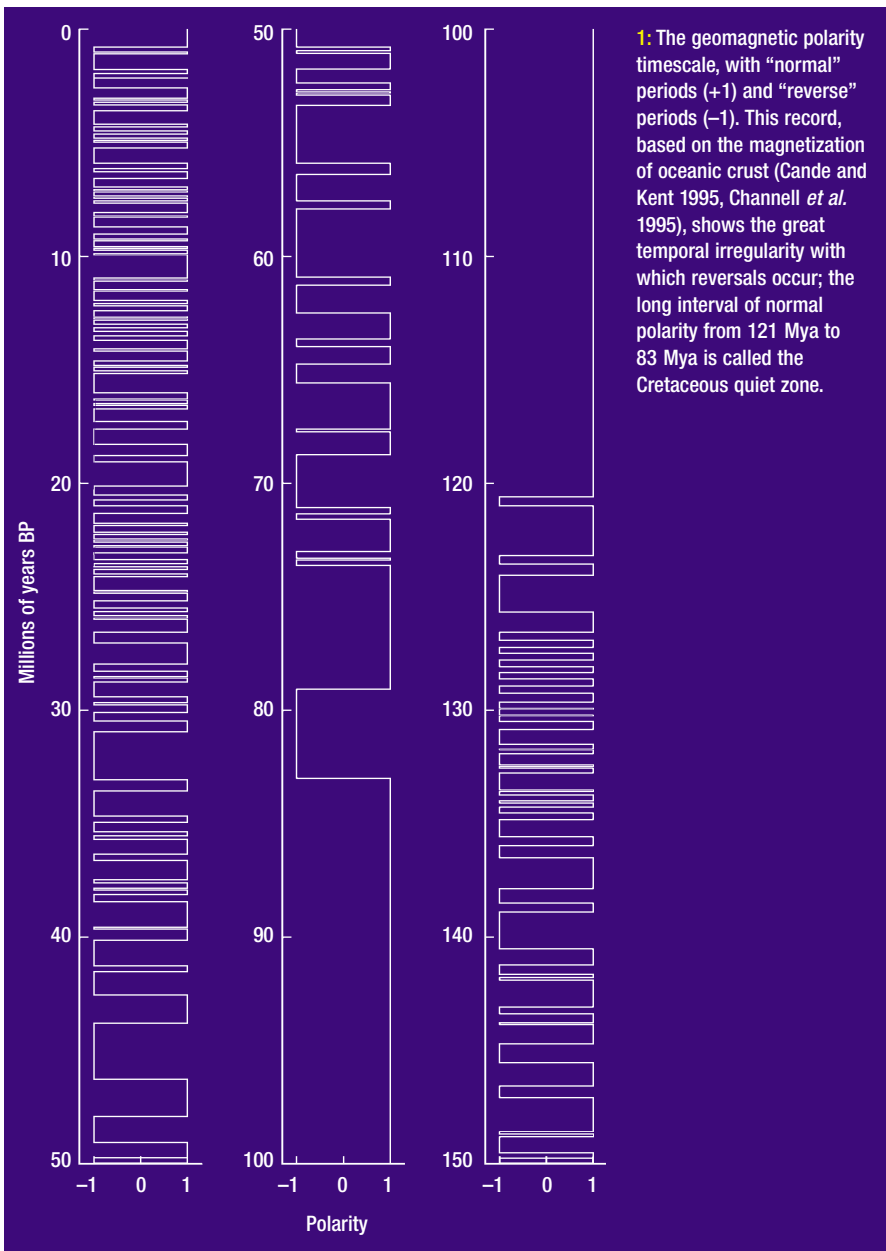 0
10
20
30
40
50
−1 0 1
50
60
70
80
90
100
−1 0 1
100
110
120
130
140
150
−1 0 1
Millions of years BP
Polarity
1: The geomagnetic polarity
timescale, with “normal”
periods (+1) and “reverse”
periods (–1). This record,
based on the magnetization
of oceanic crust (Cande and
Kent 1995, Channell et al.
1995), shows the great
temporal irregularity with
which reversals occur; the
long interval of normal
polarity from 121 Mya to
83 Mya is called the
Cretaceous quiet zone.